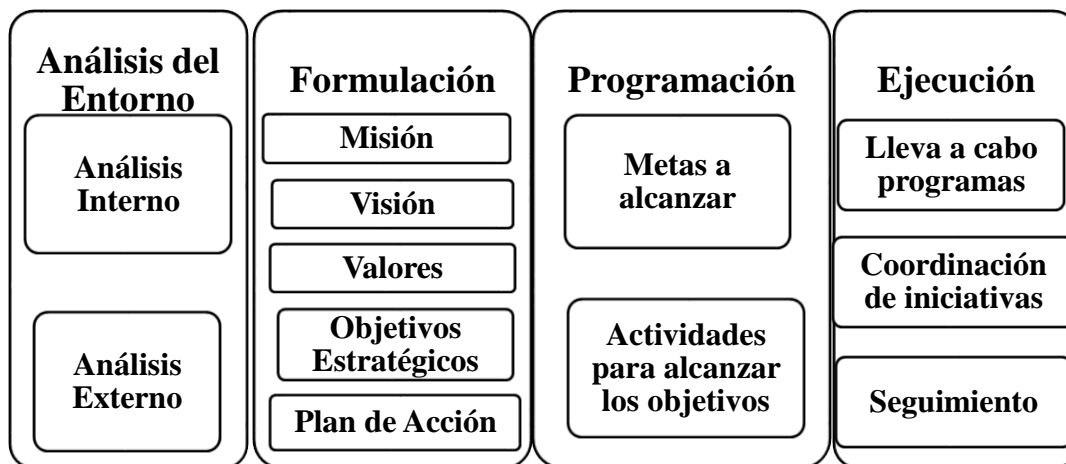 Análisis del
Entorno
Análisis
Interno
Análisis
Externo
Formulación
Misión
Visión
Valores
Objetivos
Estratégicos
Plan de Acción
Programación
Metas a
alcanzar
Actividades
para alcanzar
los objetivos
Ejecución
Lleva a cabo
programas
Coordinación
de iniciativas
Seguimiento